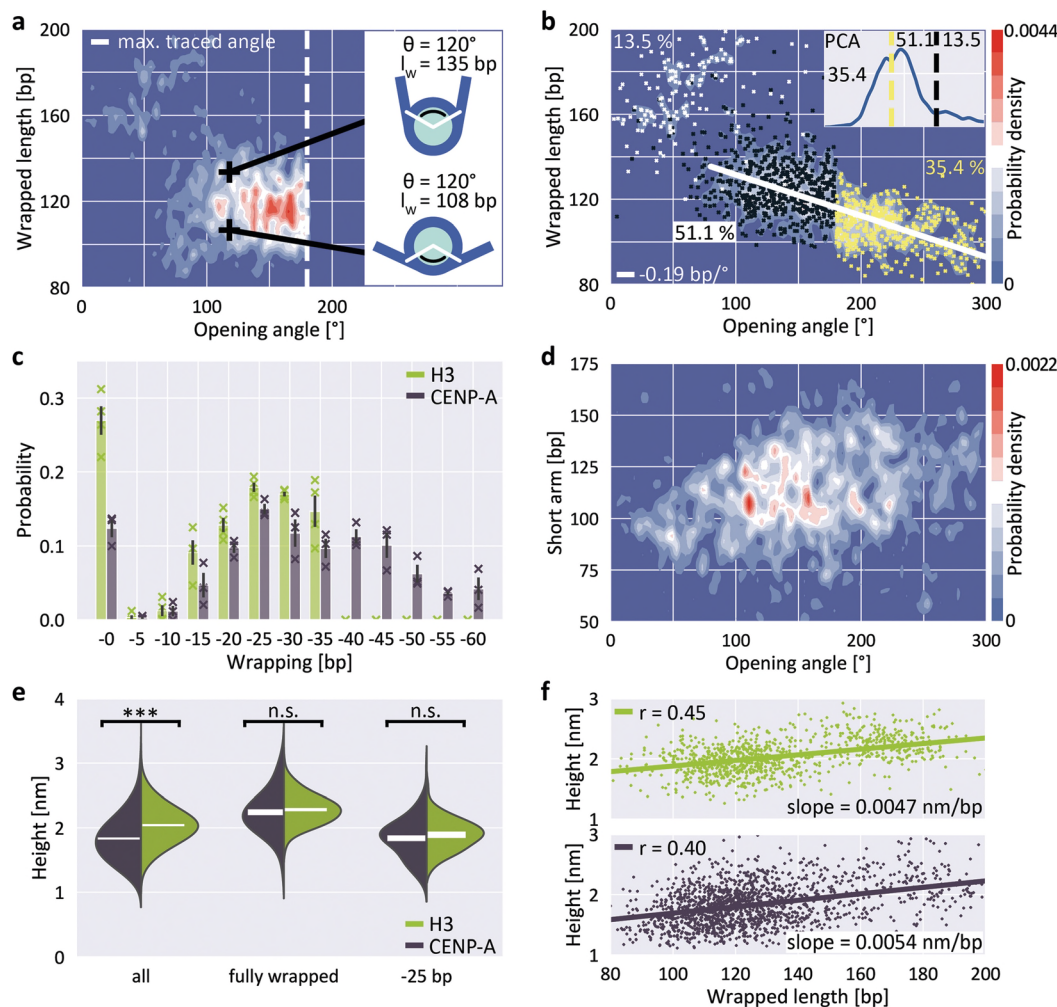 a
max. traced angle
θ = 120°
l_w = 135 bp
θ = 120°
l_w = 108 bp
200
180
160
140
120
100
80
0
100
200
Wrapped length [bp]
Opening angle [°]
b
13.5 %
PCA
51.1
13.5
35.4
35.4 %
51.1 %
-0.19 bp/°
200
180
160
140
120
100
80
0
100
200
300
Wrapped length [bp]
Opening angle [°]
0.0044
Probability density
0
c
H3
CENP-A
0.3
0.2
0.1
0.0
Probability
-0
-5
-10
-15
-20
-25
-30
-35
-40
-45
-50
-55
-60
Wrapping [bp]
d
175
150
125
100
75
50
Short arm [bp]
0
100
200
300
Opening angle [°]
0.0022
Probability density
0
e
4
3
2
1
0
Height [nm]
***
n.s.
n.s.
H3
CENP-A
all
fully wrapped
-25 bp
f
3
2
1
Height [nm]
r = 0.45
slope = 0.0047 nm/bp
3
2
1
Height [nm]
r = 0.40
slope = 0.0054 nm/bp
80
100
120
140
160
180
200
Wrapped length [bp]